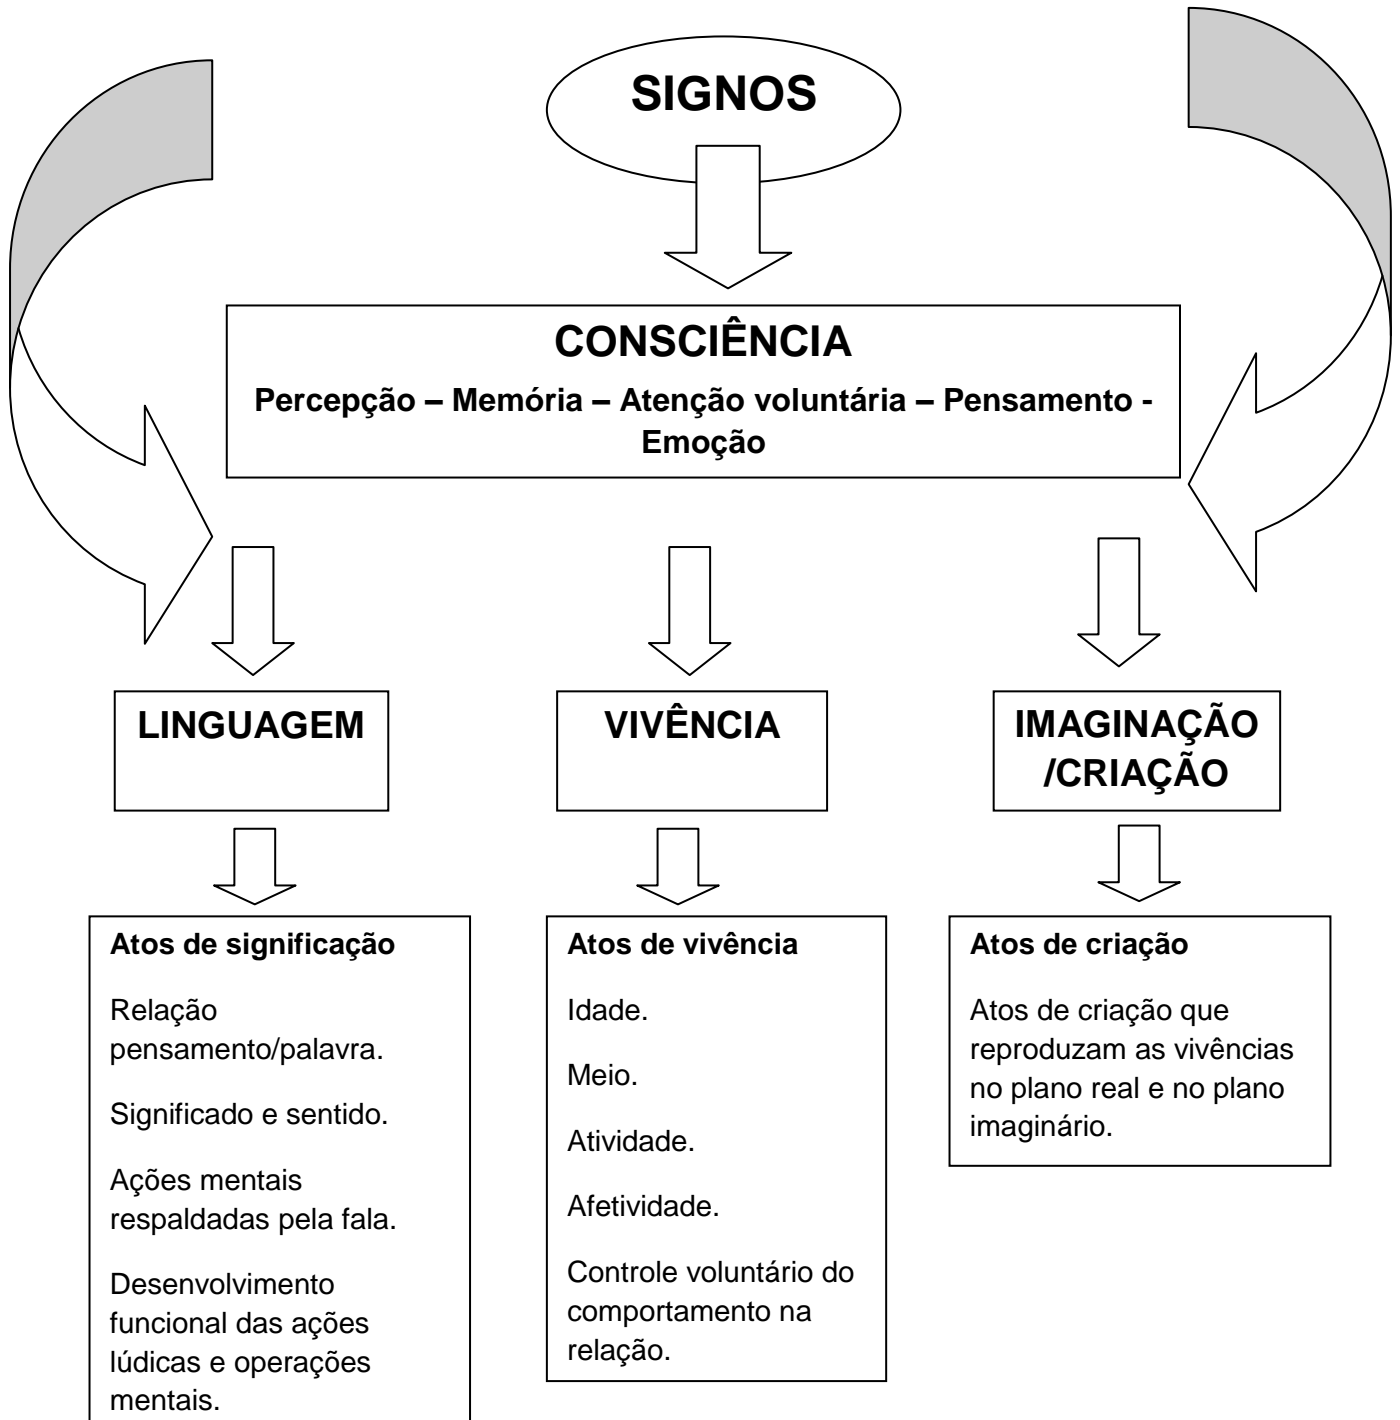 SIGNOS
CONSCIÊNCIA
Percepção – Memória – Atenção voluntária – Pensamento -
Emoção
LINGUAGEM
VIVÊNCIA
IMAGINAÇÃO
/CRIAÇÃO
Atos de significação
Relação
pensamento/palavra.
Significado e sentido.
Ações mentais
respaldadas pela fala.
Desenvolvimento
funcional das ações
lúdicas e operações
mentais.
Atos de vivência
Idade.
Meio.
Atividade.
Afetividade.
Controle voluntário do
comportamento na
relação.
Atos de criação
Atos de criação que
reproduzam as vivências
no plano real e no plano
imaginário.